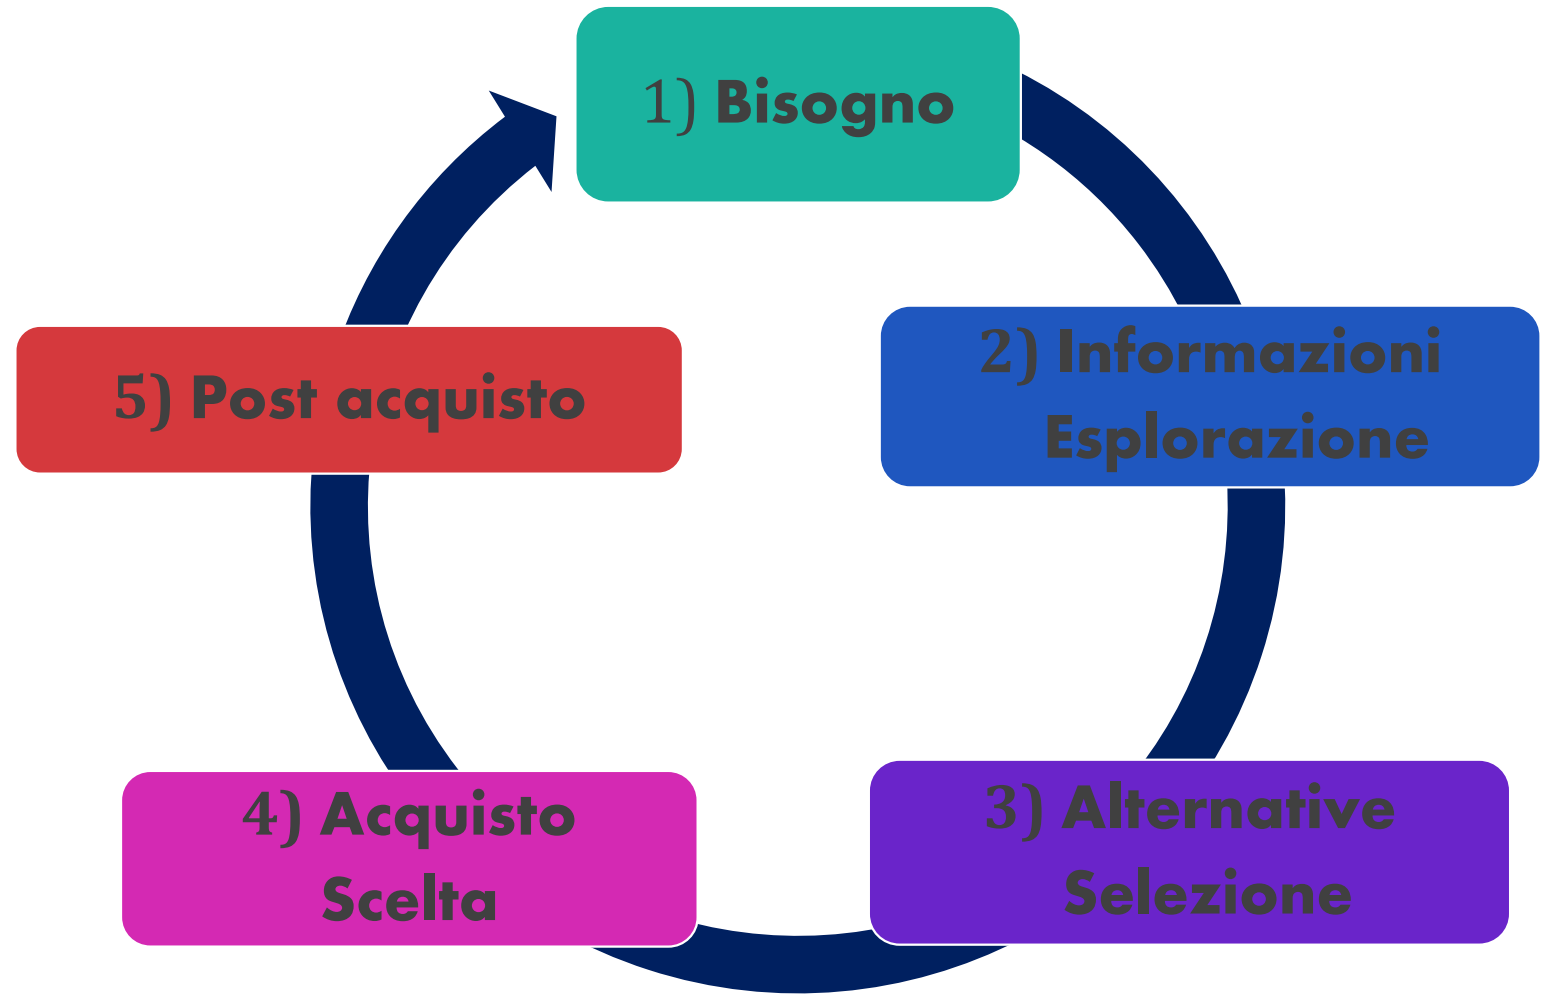 1) Bisogno
2) Informazioni
Esplorazione
3) Alternative
Selezione
4) Acquisto
Scelta
5) Post acquisto